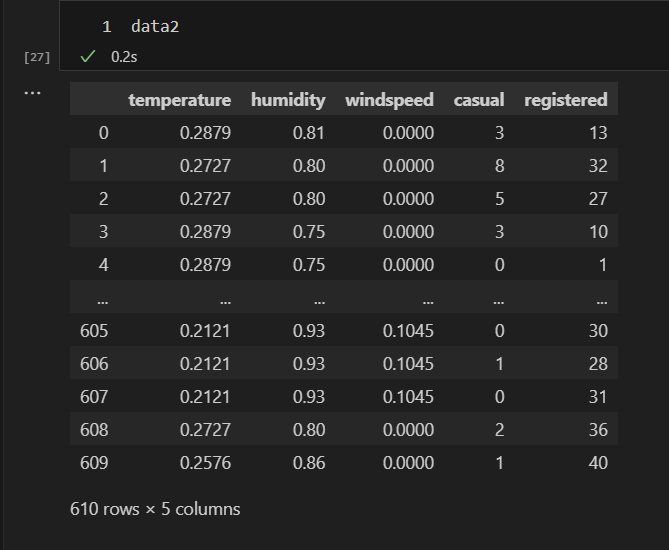 1 data2
[27] ✓ 0.2s
...
temperature humidity windspeed casual registered
0 0.2879 0.81 0.0000 3 13
1 0.2727 0.80 0.0000 8 32
2 0.2727 0.80 0.0000 5 27
3 0.2879 0.75 0.0000 3 10
4 0.2879 0.75 0.0000 0 1
... ... ... ... ... ...
605 0.2121 0.93 0.1045 0 30
606 0.2121 0.93 0.1045 1 28
607 0.2121 0.93 0.1045 0 31
608 0.2727 0.80 0.0000 2 36
609 0.2576 0.86 0.0000 1 40
610 rows × 5 columns